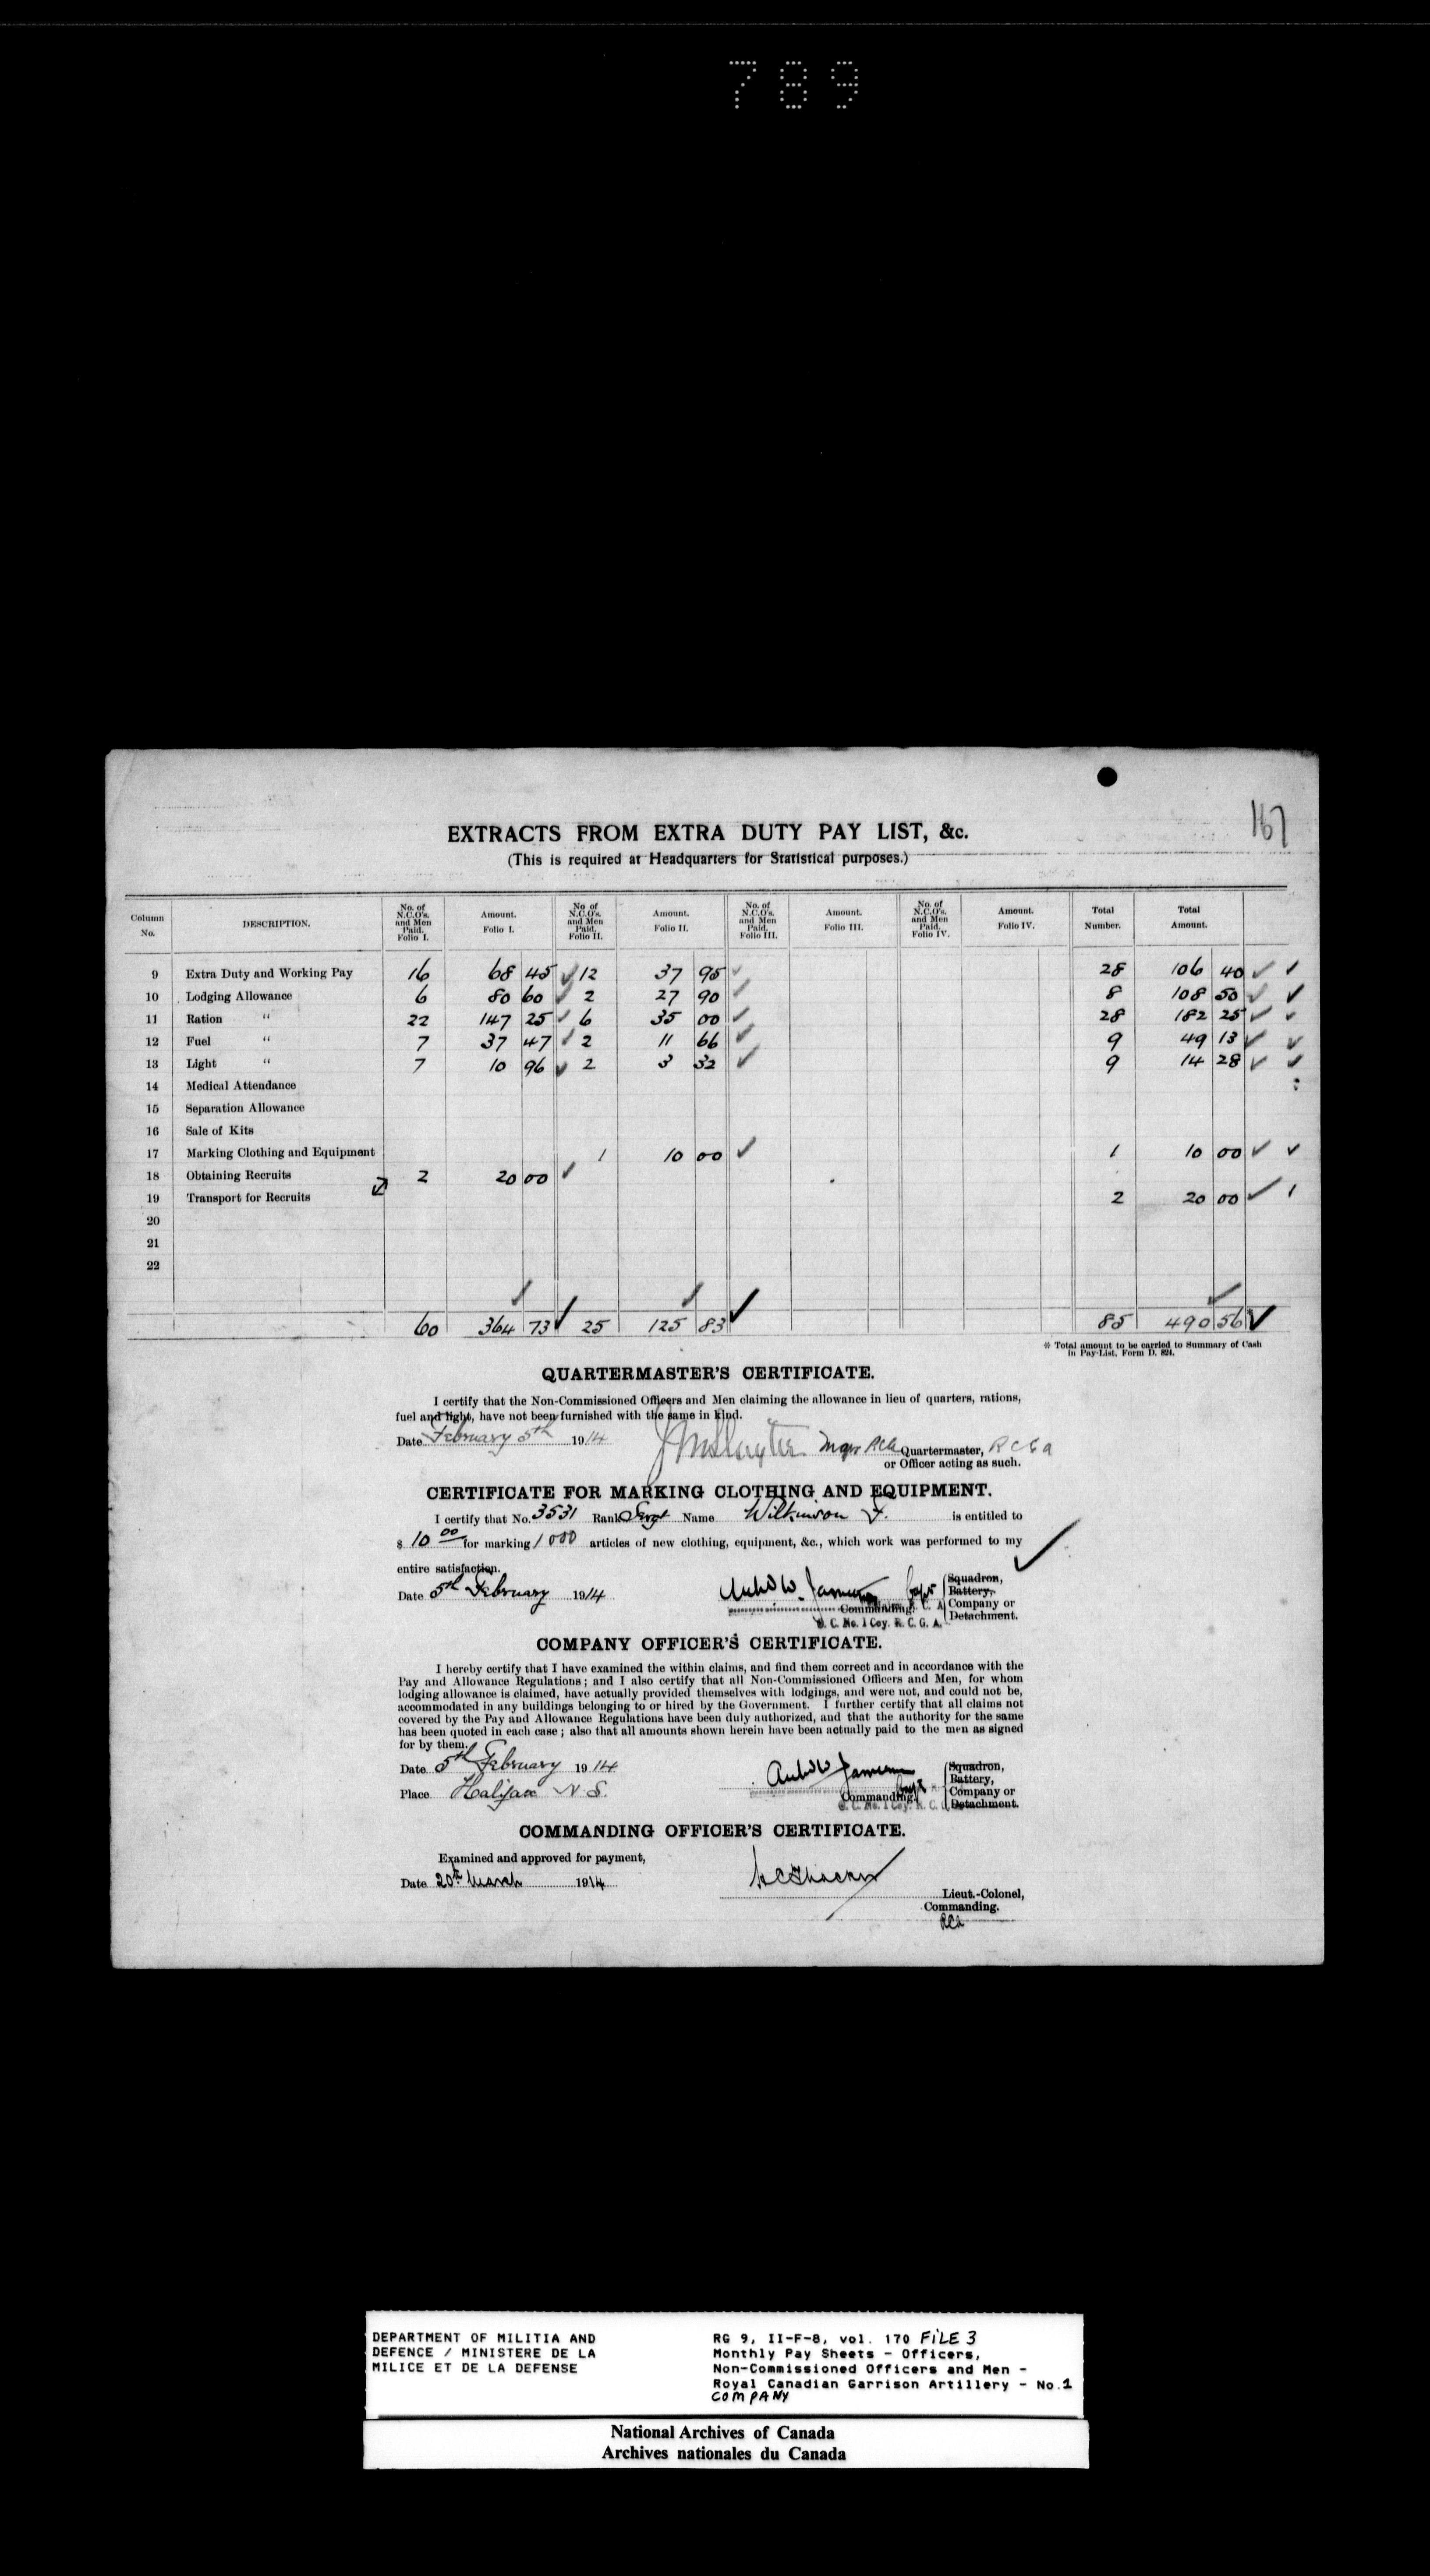 789
167
EXTRACTS FROM EXTRA DUTY PAY LIST, &c.
(This is required at Headquarters for Statistical purposes.)
Column No. DESCRIPTION. No. of N.C.O's. and Men Paid. Folio I. Amount. Folio I. No of N.C.O's. and Men Paid. Folio II. Amount. Folio II. No. of N.C.O's. and Men Paid. Folio III. Amount. Folio III. No. of N.C.O's. and Men Paid. Folio IV. Amount. Folio IV. Total Number. Total Amount.
9 Extra Duty and Working Pay 16 68 45 ✓ 12 37 95 ✓ 28 106 40 ✓ ✓
10 Lodging Allowance 6 80 60 ✓ 2 27 90 ✓ 8 108 50 ✓ ✓
11 Ration " 22 147 25 ✓ 6 35 00 ✓ 28 182 25 ✓ ✓
12 Fuel " 7 37 47 ✓ 2 11 66 ✓ 9 49 13 ✓ ✓
13 Light " 7 10 96 ✓ 2 3 32 ✓ 9 14 28 ✓ ✓
14 Medical Attendance
15 Separation Allowance
16 Sale of Kits
17 Marking Clothing and Equipment 1 10 00 ✓ 1 10 00 ✓ ✓
18 Obtaining Recruits 2 20 00 ✓
19 Transport for Recruits 2 20 00 ✓
20
21
22
60 364 73 ✓ 25 125 83 ✓ 85 490 56 ✓
* Total amount to be carried to Summary of Cash
in Pay-List, Form D. 824.
QUARTERMASTER'S CERTIFICATE.
I certify that the Non-Commissioned Officers and Men claiming the allowance in lieu of quarters, rations,
fuel and light, have not been furnished with the same in kind.
Date February 5th 1914 Major RCA Quartermaster, RCGA
or Officer acting as such.
CERTIFICATE FOR MARKING CLOTHING AND EQUIPMENT.
I certify that No. 3531 Rank Sergt Name Wilkinson F. is entitled to
$ 10 00 for marking 1000 articles of new clothing, equipment, &c., which work was performed to my
entire satisfaction.
Date 5th February 1914 Capt Commanding. Squadron, Battery, Company or Detachment.
O. C. No. 1 Coy. R. C. G. A.
COMPANY OFFICER'S CERTIFICATE.
I hereby certify that I have examined the within claims, and find them correct and in accordance with the
Pay and Allowance Regulations; and I also certify that all Non-Commissioned Officers and Men, for whom
lodging allowance is claimed, have actually provided themselves with lodgings, and were not, and could not be,
accommodated in any buildings belonging to or hired by the Government. I further certify that all claims not
covered by the Pay and Allowance Regulations have been duly authorized, and that the authority for the same
has been quoted in each case; also that all amounts shown herein have been actually paid to the men as signed
for by them.
Date 5th February 1914 Squadron, Battery,
Place Halifax N.S. Capt Commanding. Company or Detachment.
O. C. No. 1 Coy. R. C.
COMMANDING OFFICER'S CERTIFICATE.
Examined and approved for payment,
Date 20th March 1914
Lieut.-Colonel,
Commanding.
RCA
DEPARTMENT OF MILITIA AND
DEFENCE / MINISTERE DE LA
MILICE ET DE LA DEFENSE
RG 9, II-F-8, vol. 170 FILE 3
Monthly Pay Sheets - Officers,
Non-Commissioned Officers and Men -
Royal Canadian Garrison Artillery - No.1
COMPANY
National Archives of Canada
Archives nationales du Canada